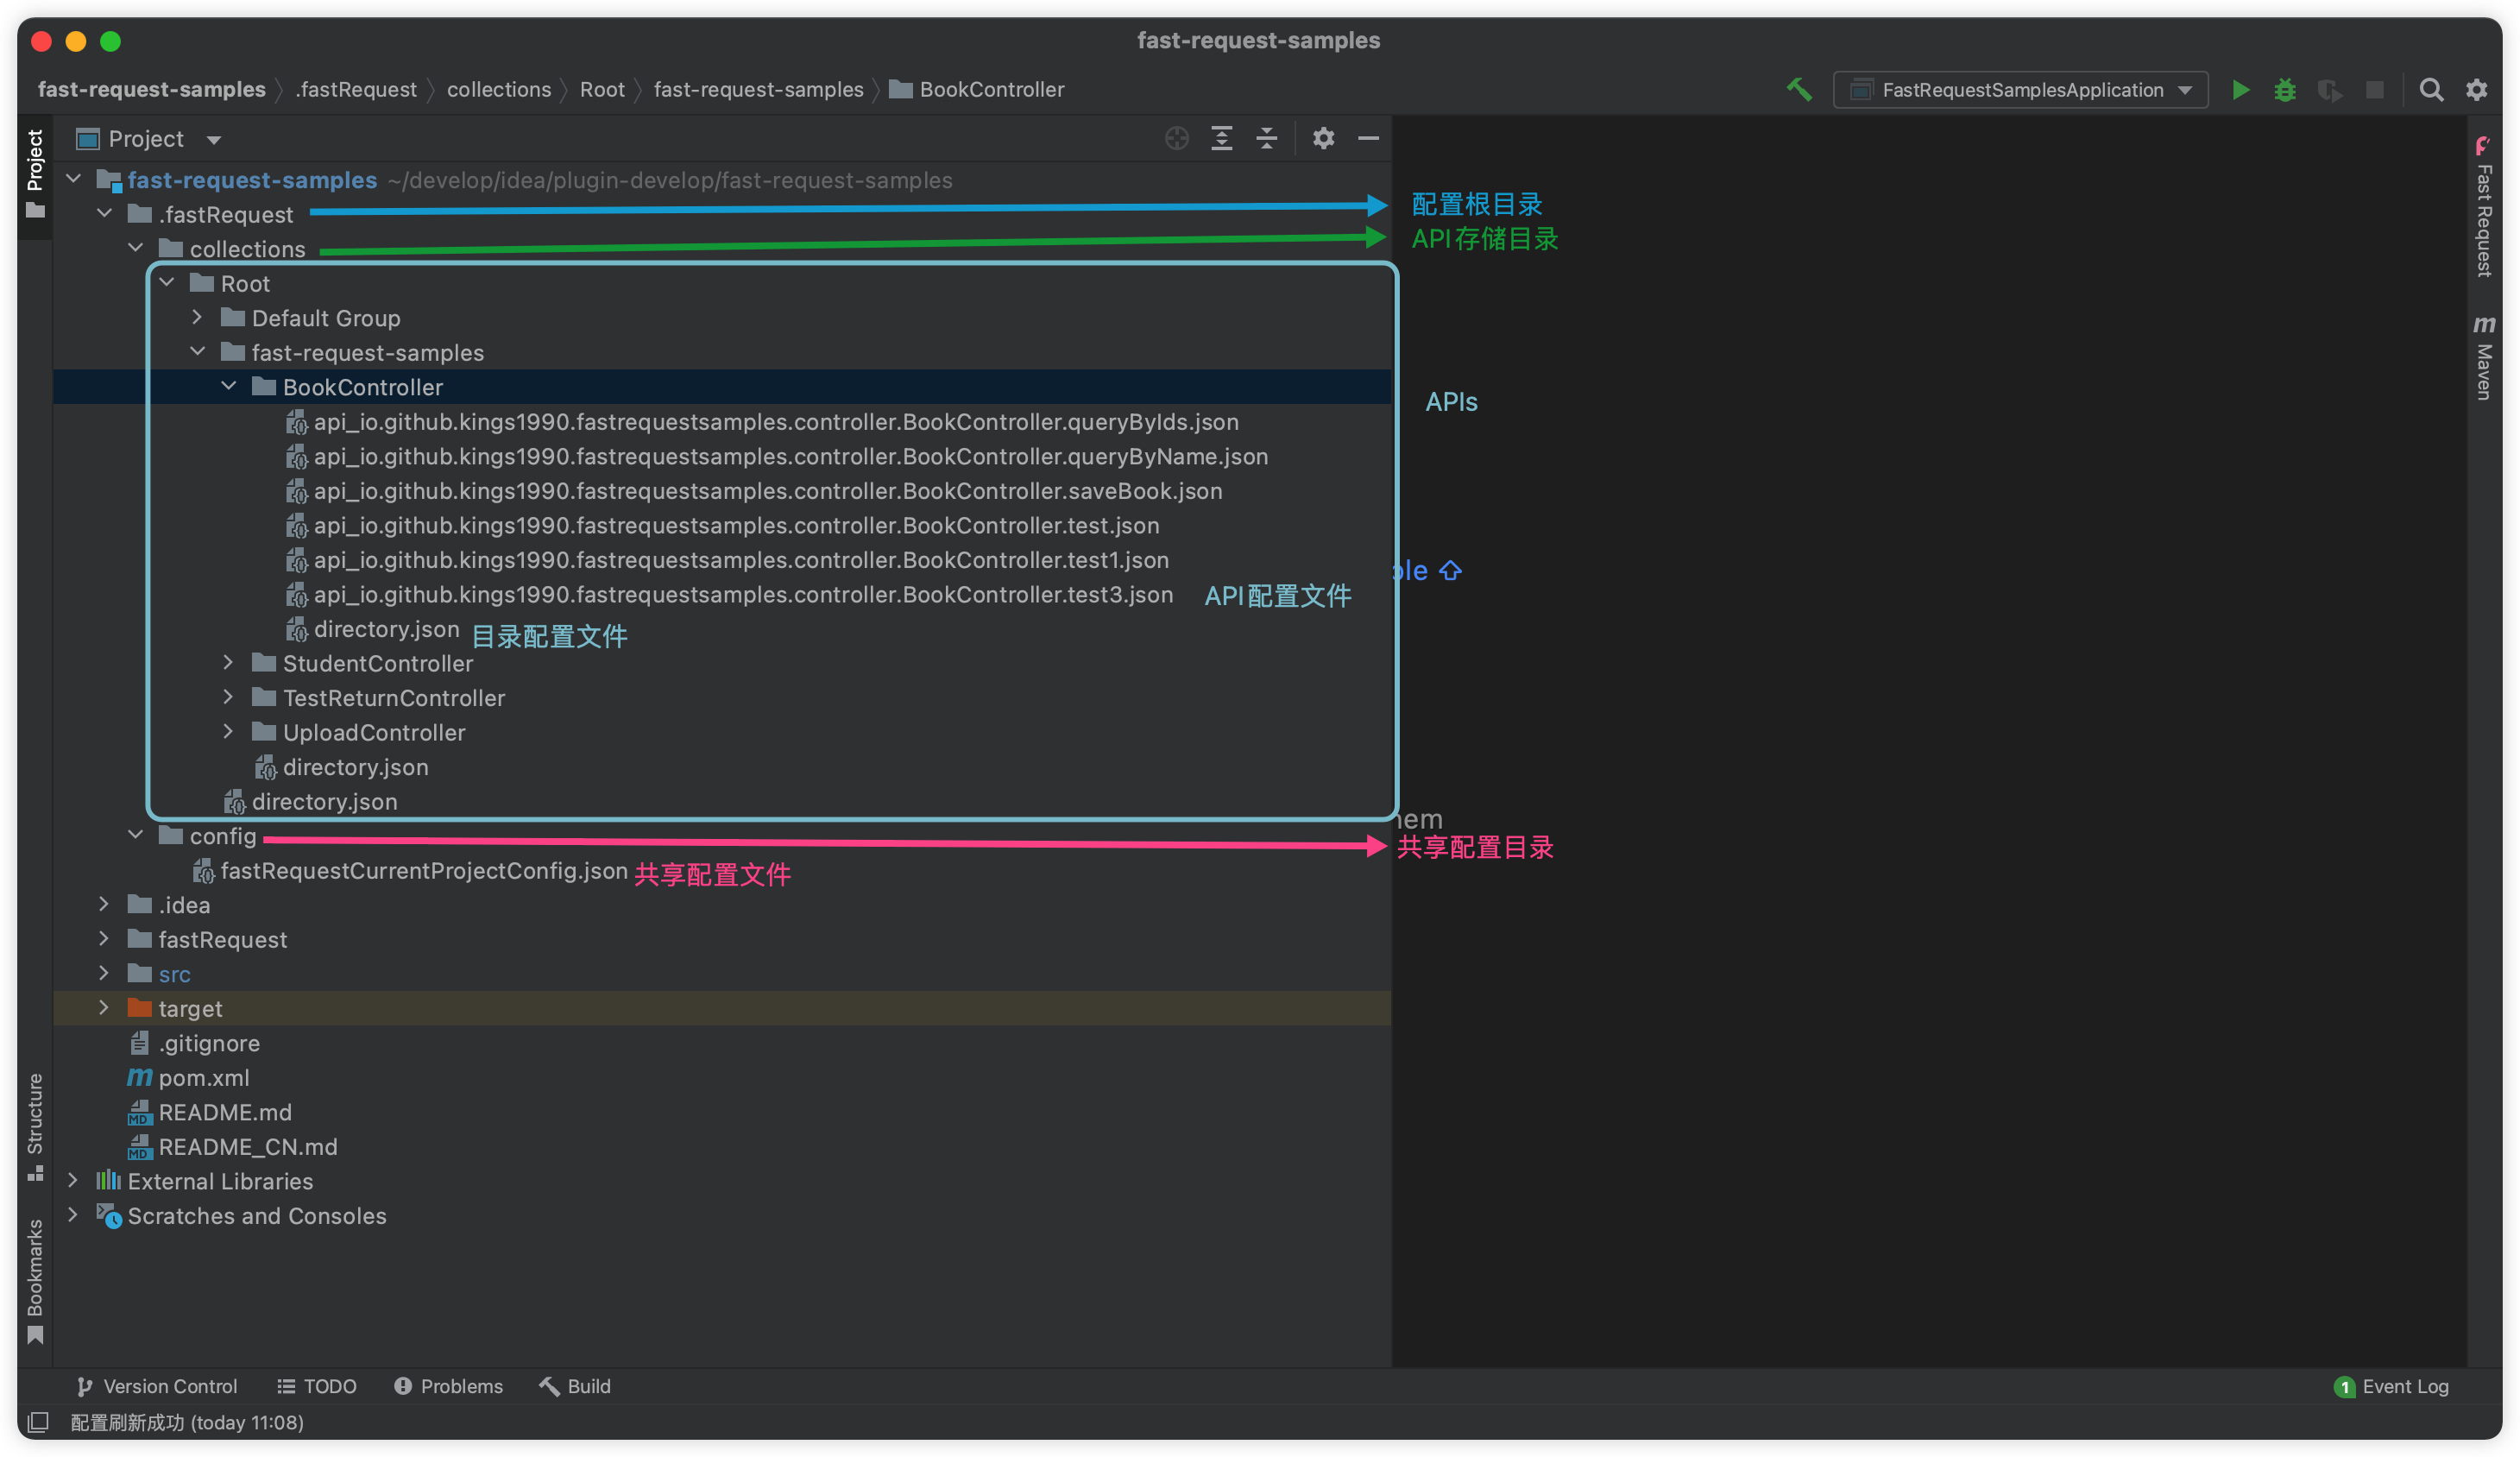 fast-request-samples
fast-request-samples .fastRequest collections Root fast-request-samples BookController
FastRequestSamplesApplication
Project
Project
fast-request-samples ~/develop/idea/plugin-develop/fast-request-samples
.fastRequest
配置根目录
collections
API存储目录
Root
Default Group
fast-request-samples
BookController
APIs
api_io.github.kings1990.fastrequestsamples.controller.BookController.queryByIds.json
api_io.github.kings1990.fastrequestsamples.controller.BookController.queryByName.json
api_io.github.kings1990.fastrequestsamples.controller.BookController.saveBook.json
api_io.github.kings1990.fastrequestsamples.controller.BookController.test.json
api_io.github.kings1990.fastrequestsamples.controller.BookController.test1.json
api_io.github.kings1990.fastrequestsamples.controller.BookController.test3.json
API配置文件
directory.json
目录配置文件
StudentController
TestReturnController
UploadController
directory.json
directory.json
config
共享配置目录
fastRequestCurrentProjectConfig.json
共享配置文件
.idea
fastRequest
src
target
.gitignore
pom.xml
README.md
README_CN.md
External Libraries
Scratches and Consoles
Structure
Bookmarks
Fast Request
Maven
Version Control
TODO
Problems
Build
1 Event Log
配置刷新成功 (today 11:08)